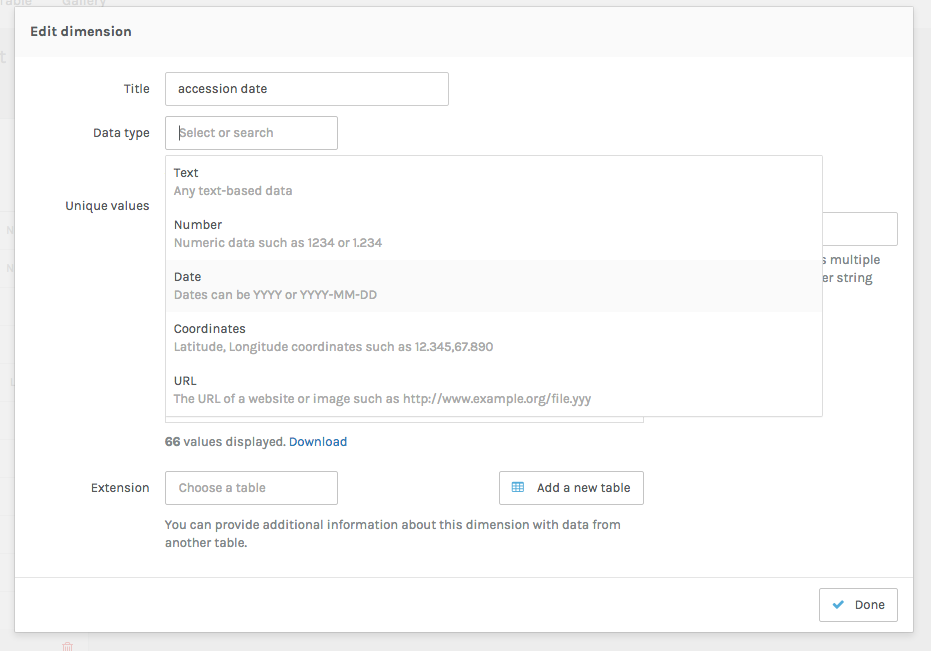 Gallery
Edit dimension
Title
accession date
Data type
Select or search
Text
Any text-based data
Unique values
Number
Numeric data such as 1234 or 1.234
multiple
string
Date
Dates can be YYYY or YYYY-MM-DD
Coordinates
Latitude, Longitude coordinates such as 12.345,67.890
URL
The URL of a website or image such as http://www.example.org/file.yyy
66 values displayed. Download
Extension
Choose a table
Add a new table
You can provide additional information about this dimension with data from
another table.
Done